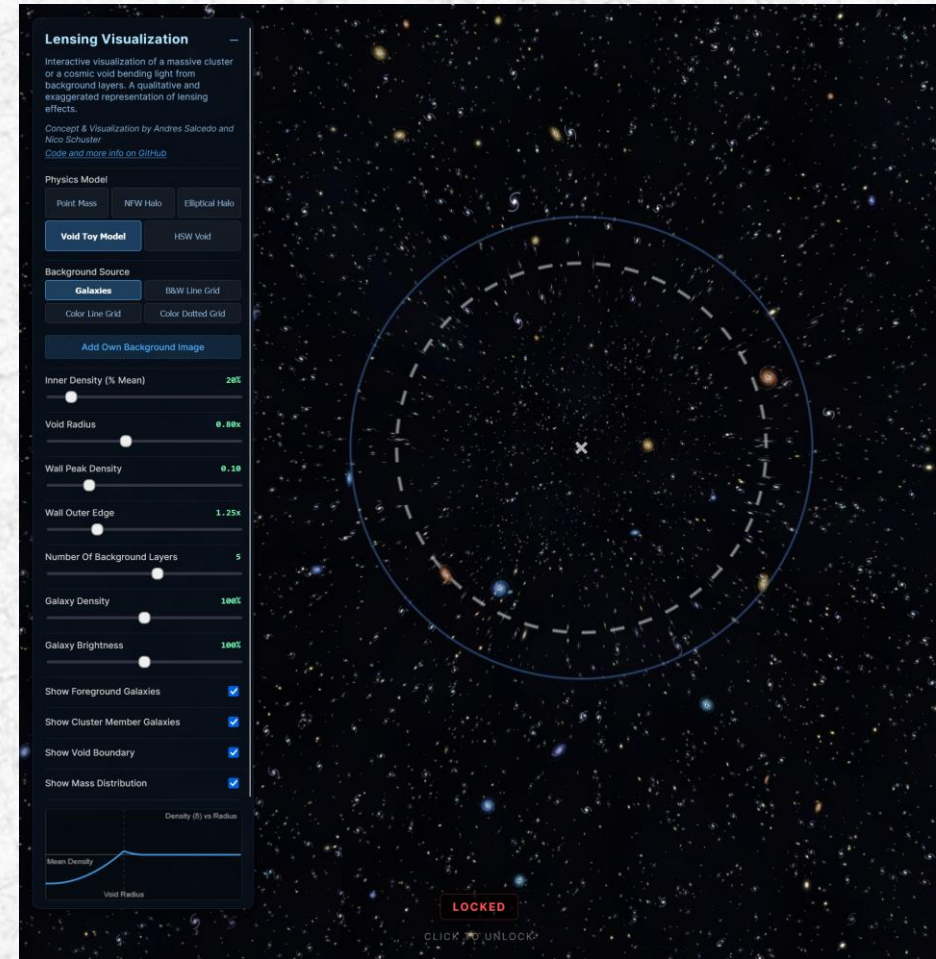 Lensing Visualization –
Interactive visualization of a massive cluster
or a cosmic void bending light from
background layers. A qualitative and
exaggerated representation of lensing
effects.
Concept & Visualization by Andres Salcedo and
Nico Schuster
Code and more info on GitHub
Physics Model
Point Mass NFW Halo Elliptical Halo
Void Toy Model HSW Void
Background Source
Galaxies B&W Line Grid
Color Line Grid Color Dotted Grid
Add Own Background Image
Inner Density (% Mean) 20%
Void Radius 0.80x
Wall Peak Density 0.10
Wall Outer Edge 1.25x
Number Of Background Layers 5
Galaxy Density 100%
Galaxy Brightness 100%
Show Foreground Galaxies
Show Cluster Member Galaxies
Show Void Boundary
Show Mass Distribution
Density (δ) vs Radius
Mean Density
Void Radius
LOCKED
CLICK TO UNLOCK